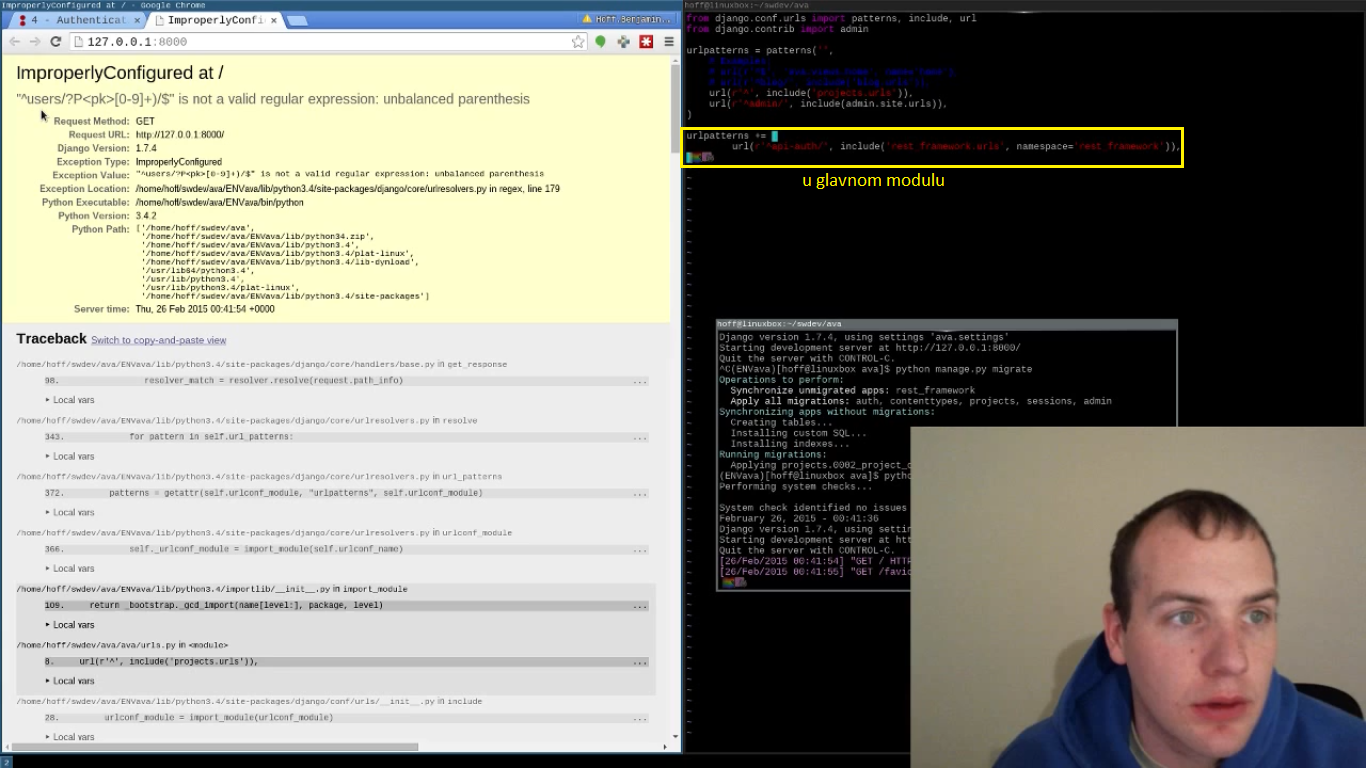 ImproperlyConfigured at / - Google Chrome
4 - Authenticat
ImproperlyConfi
Hoff.Benjamin..
127.0.0.1:8000
ImproperlyConfigured at /
"^users/?P<pk>[0-9]+)/$" is not a valid regular expression: unbalanced parenthesis
Request Method: GET
Request URL: http://127.0.0.1:8000/
Django Version: 1.7.4
Exception Type: ImproperlyConfigured
Exception Value: "^users/?P<pk>[0-9]+)/$" is not a valid regular expression: unbalanced parenthesis
Exception Location: /home/hoff/swdev/ava/ENVava/lib/python3.4/site-packages/django/core/urlresolvers.py in regex, line 179
Python Executable: /home/hoff/swdev/ava/ENVava/bin/python
Python Version: 3.4.2
Python Path: ['/home/hoff/swdev/ava',
'/home/hoff/swdev/ava/ENVava/lib/python34.zip',
'/home/hoff/swdev/ava/ENVava/lib/python3.4',
'/home/hoff/swdev/ava/ENVava/lib/python3.4/plat-linux',
'/home/hoff/swdev/ava/ENVava/lib/python3.4/lib-dynload',
'/usr/lib64/python3.4',
'/usr/lib/python3.4',
'/usr/lib/python3.4/plat-linux',
'/home/hoff/swdev/ava/ENVava/lib/python3.4/site-packages']
Server time: Thu, 26 Feb 2015 00:41:54 +0000
Traceback Switch to copy-and-paste view
/home/hoff/swdev/ava/ENVava/lib/python3.4/site-packages/django/core/handlers/base.py in get_response
98. resolver_match = resolver.resolve(request.path_info) ...
▸ Local vars
/home/hoff/swdev/ava/ENVava/lib/python3.4/site-packages/django/core/urlresolvers.py in resolve
343. for pattern in self.url_patterns: ...
▸ Local vars
/home/hoff/swdev/ava/ENVava/lib/python3.4/site-packages/django/core/urlresolvers.py in url_patterns
372. patterns = getattr(self.urlconf_module, "urlpatterns", self.urlconf_module) ...
▸ Local vars
/home/hoff/swdev/ava/ENVava/lib/python3.4/site-packages/django/core/urlresolvers.py in urlconf_module
366. self._urlconf_module = import_module(self.urlconf_name) ...
▸ Local vars
/home/hoff/swdev/ava/ENVava/lib/python3.4/importlib/__init__.py in import_module
109. return _bootstrap._gcd_import(name[level:], package, level) ...
▸ Local vars
/home/hoff/swdev/ava/ava/urls.py in <module>
8. url(r'^', include('projects.urls')), ...
▸ Local vars
/home/hoff/swdev/ava/ENVava/lib/python3.4/site-packages/django/conf/urls/__init__.py in include
28. urlconf_module = import_module(urlconf_module) ...
▸ Local vars
2
hoff@linuxbox:~/swdev/ava
from django.conf.urls import patterns, include, url
from django.contrib import admin
urlpatterns = patterns('',
# Examples:
url(r'^', include('projects.urls')),
url(r'^admin/', include(admin.site.urls)),
)
urlpatterns += [
url(r'^api-auth/', include('rest_framework.urls', namespace='rest_framework')),
u glavnom modulu
hoff@linuxbox:~/swdev/ava
Django version 1.7.4, using settings 'ava.settings'
Starting development server at http://127.0.0.1:8000/
Quit the server with CONTROL-C.
^C(ENVava)[hoff@linuxbox ava]$ python manage.py migrate
Operations to perform:
Synchronize unmigrated apps: rest_framework
Apply all migrations: auth, contenttypes, projects, sessions, admin
Synchronizing apps without migrations:
Creating tables...
Installing custom SQL...
Installing indexes...
Running migrations:
Applying projects.0002_project_
(ENVava)[hoff@linuxbox ava]$ pyth
Performing system checks...
System check identified no issues
February 26, 2015 - 00:41:36
Django version 1.7.4, using settin
Starting development server at htt
Quit the server with CONTROL-C.
[26/Feb/2015 00:41:54] "GET / HTTP
[26/Feb/2015 00:41:55] "GET /favic